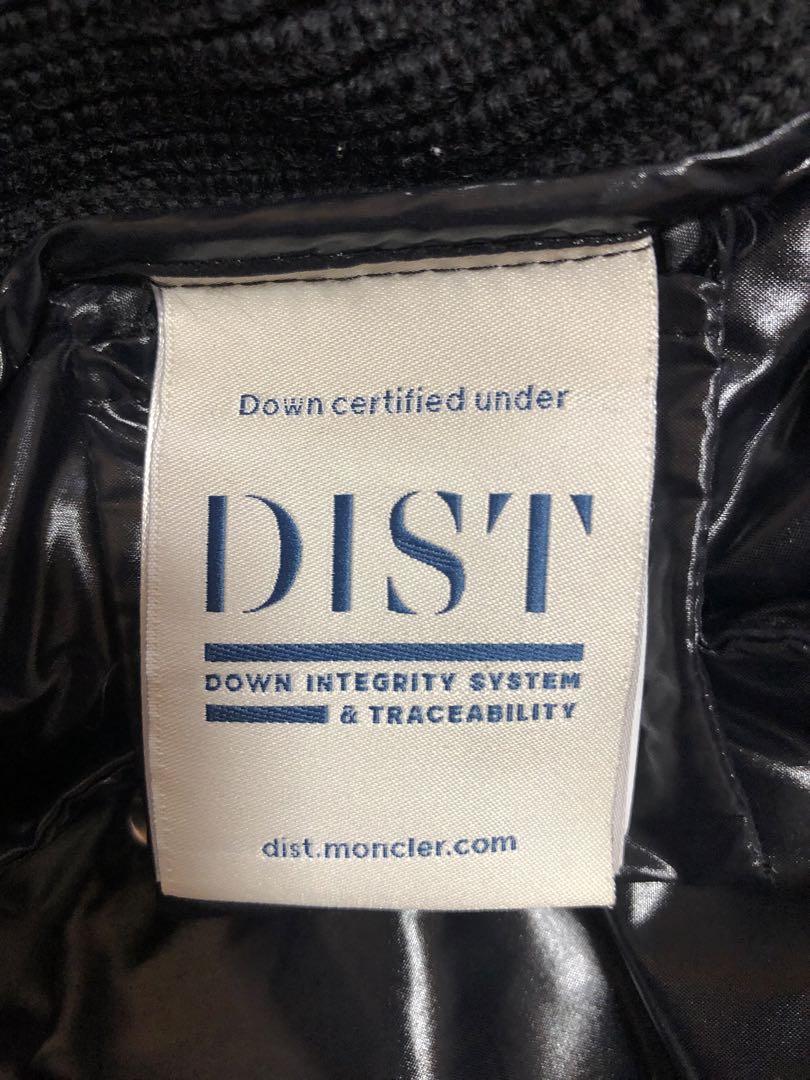 Down certified under
DIST
DOWN INTEGRITY SYSTEM
& TRACEABILITY
dist.moncler.com